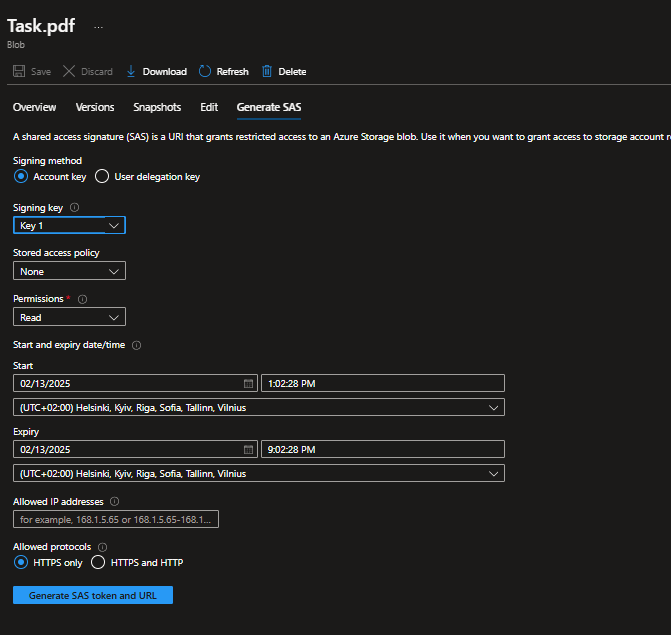 Task.pdf ...
Blob
Save Discard Download Refresh Delete
Overview Versions Snapshots Edit Generate SAS
A shared access signature (SAS) is a URI that grants restricted access to an Azure Storage blob. Use it when you want to grant access to storage account r
Signing method
Account key User delegation key
Signing key
Key 1
Stored access policy
None
Permissions *
Read
Start and expiry date/time
Start
02/13/2025 1:02:28 PM
(UTC+02:00) Helsinki, Kyiv, Riga, Sofia, Tallinn, Vilnius
Expiry
02/13/2025 9:02:28 PM
(UTC+02:00) Helsinki, Kyiv, Riga, Sofia, Tallinn, Vilnius
Allowed IP addresses
for example, 168.1.5.65 or 168.1.5.65-168.1...
Allowed protocols
HTTPS only HTTPS and HTTP
Generate SAS token and URL